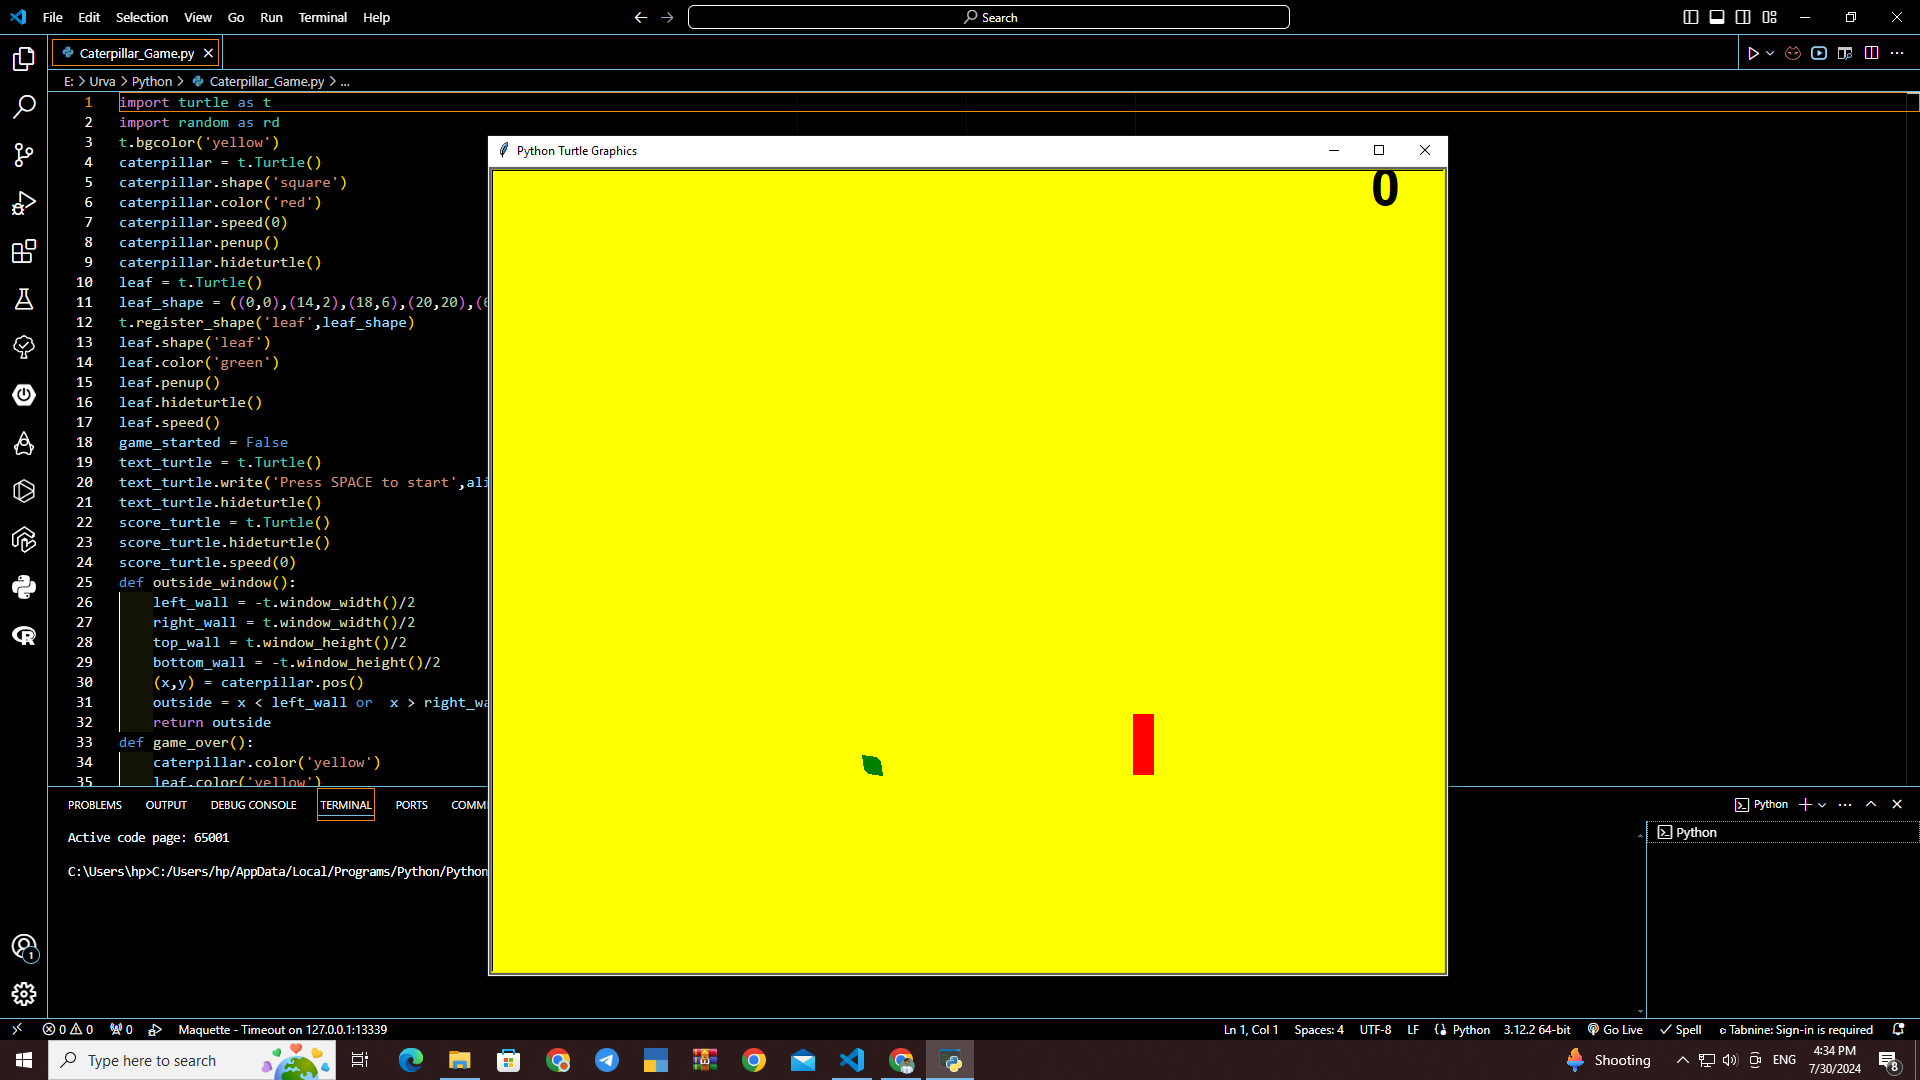 File Edit Selection View Go Run Terminal Help
Search
Caterpillar_Game.py
E: > Urva > Python > Caterpillar_Game.py > ...
1 import turtle as t
2 import random as rd
3 t.bgcolor('yellow')
4 caterpillar = t.Turtle()
5 caterpillar.shape('square')
6 caterpillar.color('red')
7 caterpillar.speed(0)
8 caterpillar.penup()
9 caterpillar.hideturtle()
10 leaf = t.Turtle()
11 leaf_shape = ((0,0),(14,2),(18,6),(20,20),(6
12 t.register_shape('leaf',leaf_shape)
13 leaf.shape('leaf')
14 leaf.color('green')
15 leaf.penup()
16 leaf.hideturtle()
17 leaf.speed()
18 game_started = False
19 text_turtle = t.Turtle()
20 text_turtle.write('Press SPACE to start',ali
21 text_turtle.hideturtle()
22 score_turtle = t.Turtle()
23 score_turtle.hideturtle()
24 score_turtle.speed(0)
25 def outside_window():
26 left_wall = -t.window_width()/2
27 right_wall = t.window_width()/2
28 top_wall = t.window_height()/2
29 bottom_wall = -t.window_height()/2
30 (x,y) = caterpillar.pos()
31 outside = x < left_wall or  x > right_wa
32 return outside
33 def game_over():
34 caterpillar.color('yellow')
35 leaf.color('yellow')
Python Turtle Graphics
0
PROBLEMS OUTPUT DEBUG CONSOLE TERMINAL PORTS COMM
Python
Python
Active code page: 65001
C:\Users\hp>C:/Users/hp/AppData/Local/Programs/Python/Python
1
0 0 0 Maquette - Timeout on 127.0.0.1:13339
Ln 1, Col 1 Spaces: 4 UTF-8 LF Python 3.12.2 64-bit Go Live Spell Tabnine: Sign-in is required
Type here to search
Shooting
ENG
4:34 PM
7/30/2024
8